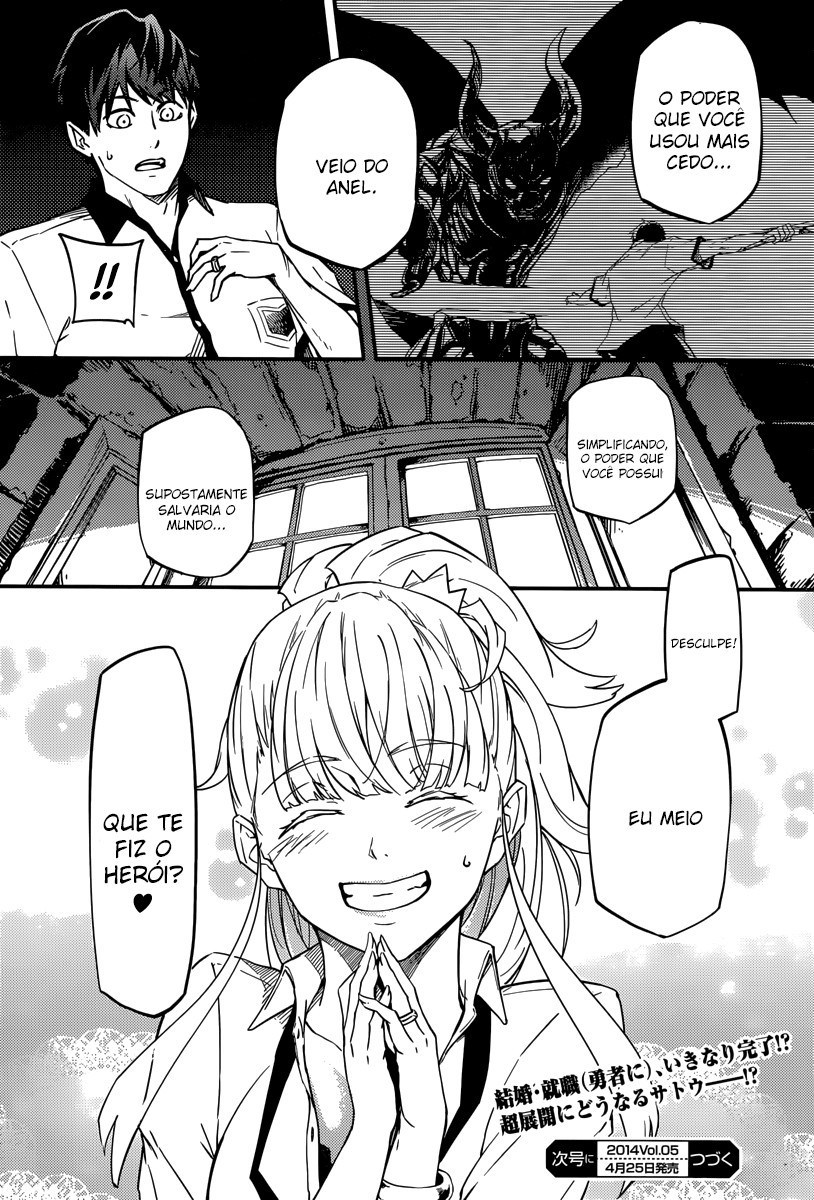 O PODER
QUE VOCÊ
USOU MAIS
CEDO...
VEIO DO
ANEL.
!!
SIMPLIFICANDO,
O PODER QUE
VOCÊ POSSUI
SUPOSTAMENTE
SALVARIA O
MUNDO...
DESCULPE!
EU MEIO
QUE TE
FIZ O
HERÓI?
♥
結婚・就職(勇者に)、いきなり完了!?
超展開にどうなるサトゥ——!?
次号に
2014Vol.05
4月25日発売
つづく